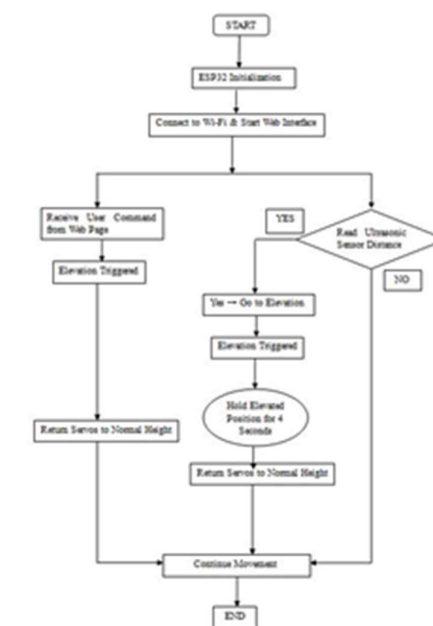 START
ESP32 Initialization
Connect to Wi-Fi & Start Web Interface
Receive User Command
from Web Page
YES
Read Ultrasonic
Sensor Distance
Elevation Triggered
NO
Yes → Go to Elevation
Elevation Triggered
Hold Elevated
Position for 4
Seconds
Return Servos to Normal Height
Return Servos to Normal Height
Continue Movement
END